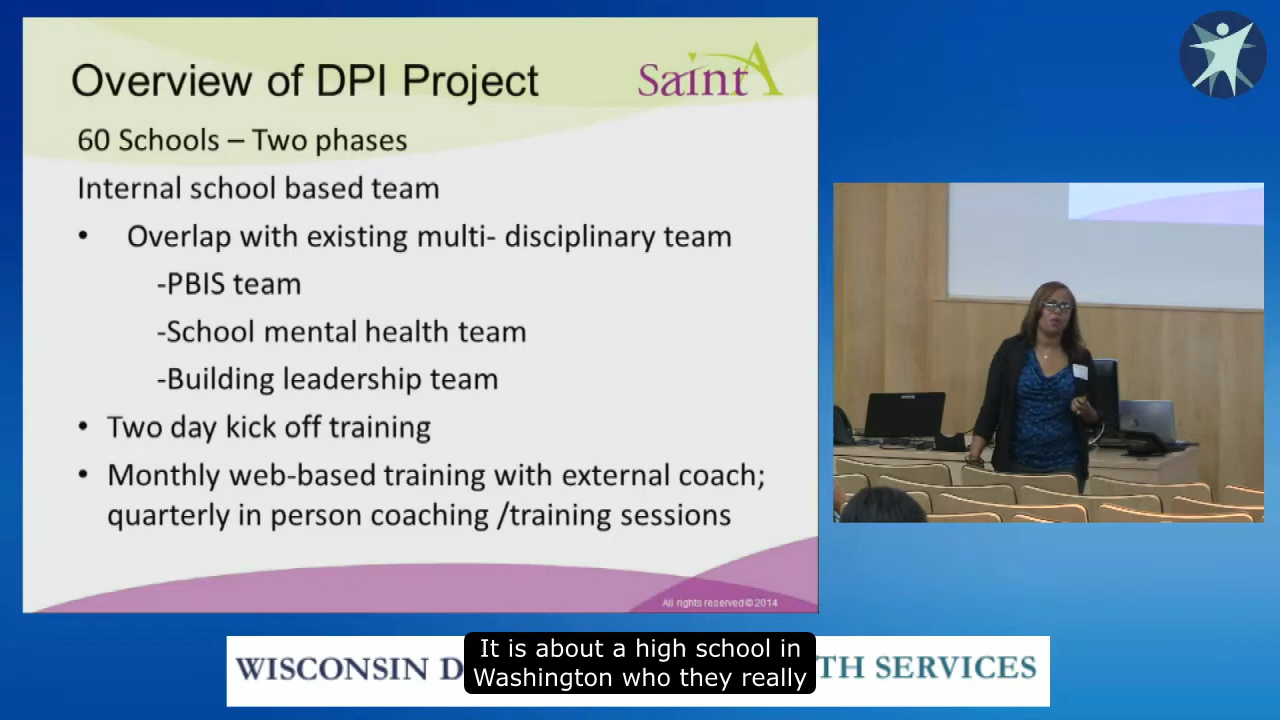 Overview of DPI Project
SaintA
60 Schools – Two phases
Internal school based team
• Overlap with existing multi- disciplinary team
-PBIS team
-School mental health team
-Building leadership team
• Two day kick off training
• Monthly web-based training with external coach;
quarterly in person coaching /training sessions
All rights reserved©2014
WISCONSIN D
TH SERVICES
It is about a high school in
Washington who they really